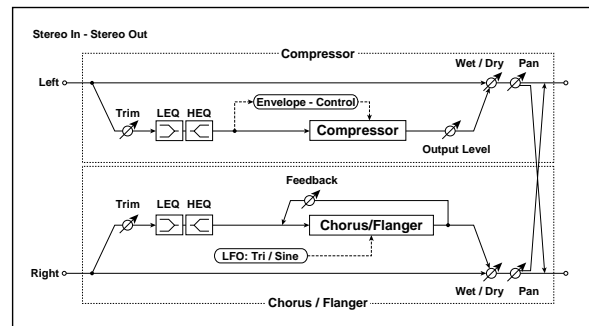 Stereo In - Stereo Out
Compressor
Wet / Dry Pan
Left
Trim LEQ HEQ
Envelope - Control
Compressor
Output Level
Feedback
Trim LEQ HEQ
Chorus/Flanger
LFO: Tri / Sine
Right
Wet / Dry Pan
Chorus / Flanger